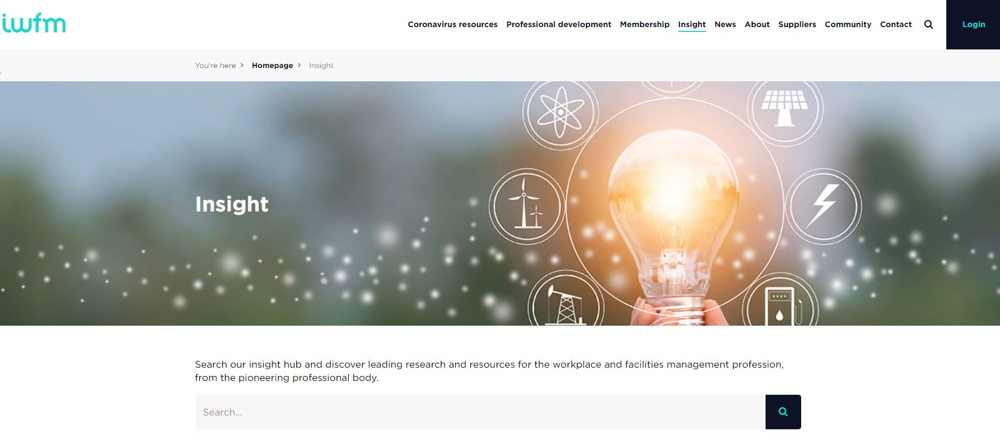 iwfm
Coronavirus resources Professional development Membership Insight News About Suppliers Community Contact Login
You're here > Homepage > Insight
Insight
Search our insight hub and discover leading research and resources for the workplace and facilities management profession,
from the pioneering professional body.
Search...